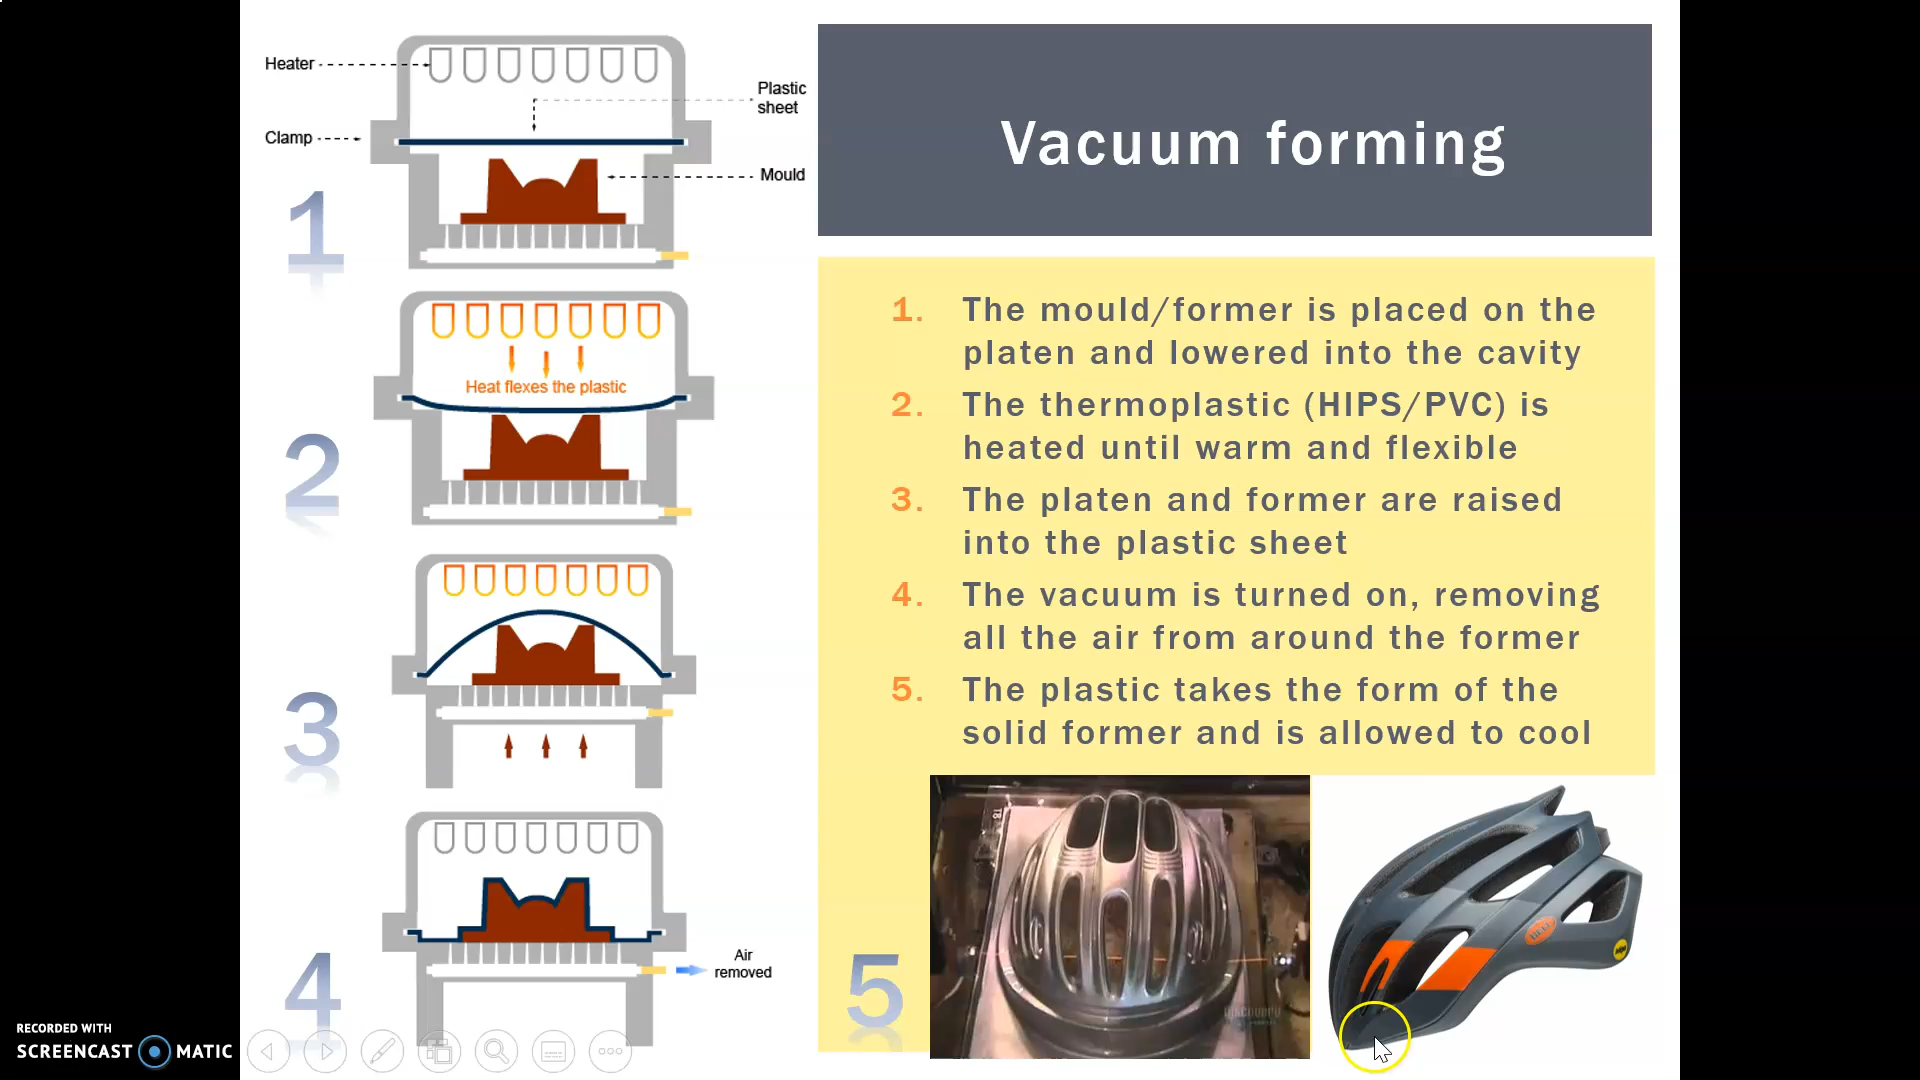 Heater
Plastic
sheet
Clamp
Mould
1
Heat flexes the plastic
2
3
Air
removed
4
Vacuum forming
1. The mould/former is placed on the
platen and lowered into the cavity
2. The thermoplastic (HIPS/PVC) is
heated until warm and flexible
3. The platen and former are raised
into the plastic sheet
4. The vacuum is turned on, removing
all the air from around the former
5. The plastic takes the form of the
solid former and is allowed to cool
5
RECORDED WITH
SCREENCAST MATIC